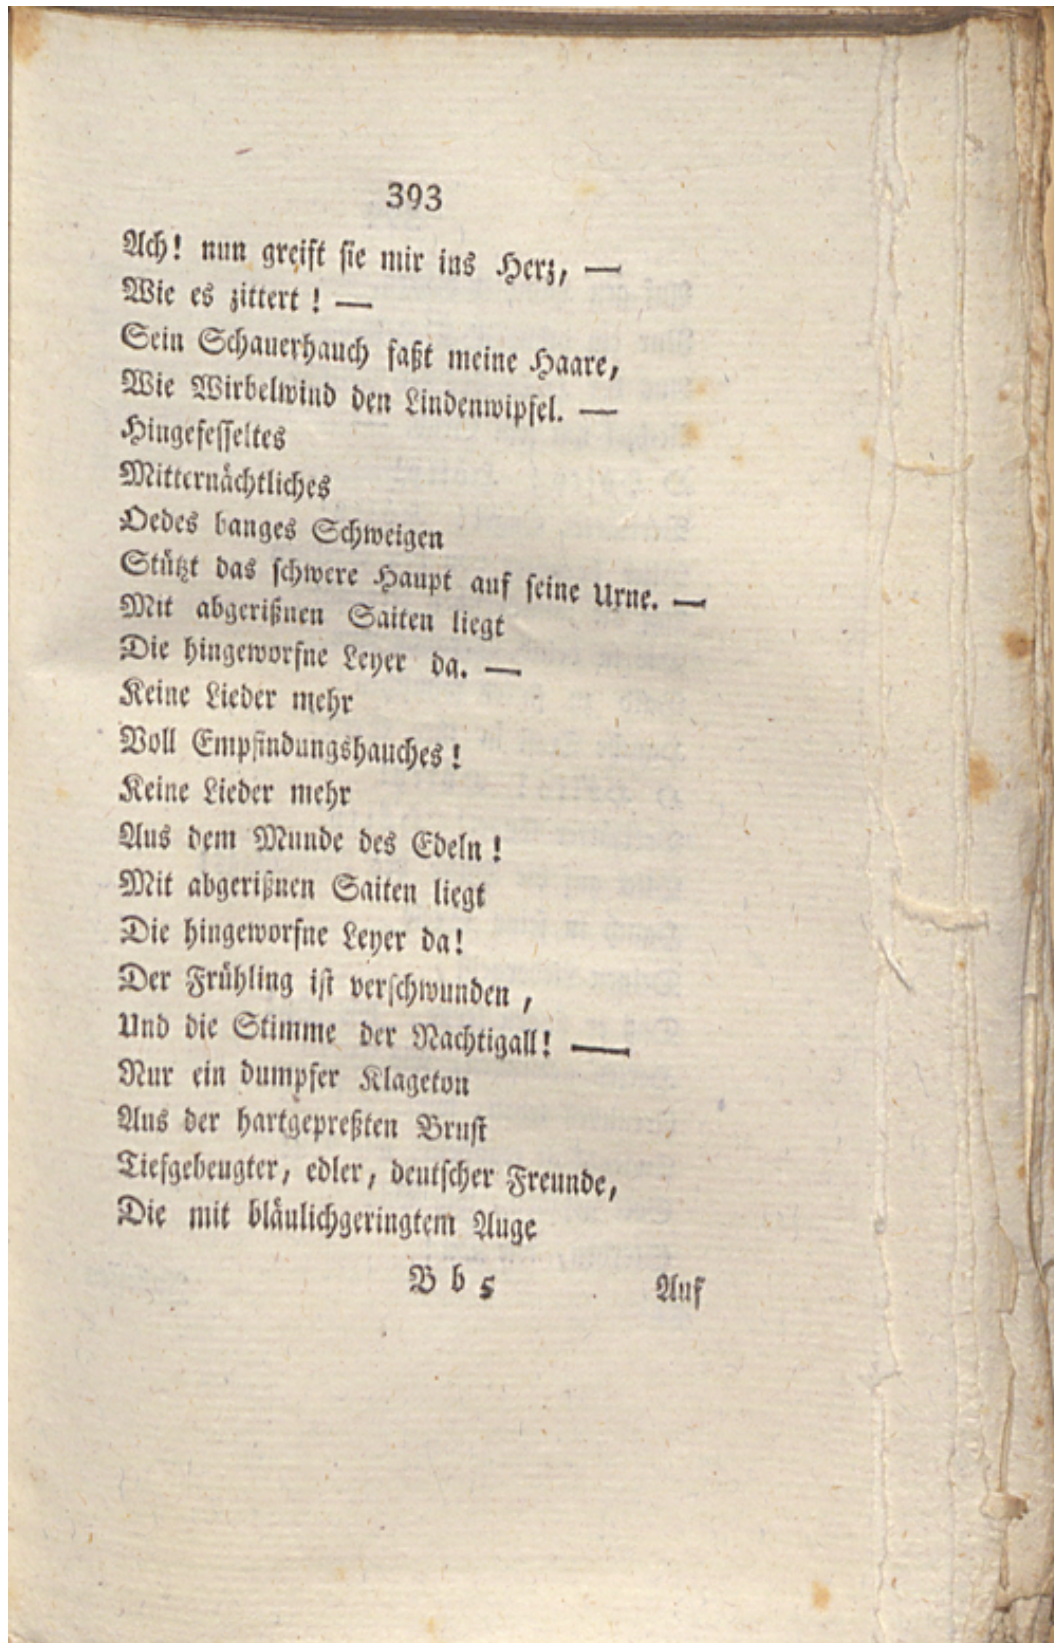 393
Ach! nun greift sie mir ins Herz, —
Wie es zittert! —
Sein Schauerhauch faßt meine Haare,
Wie Wirbelwind den Lindenwipfel. —
Hingefesseltes
Mitternächtliches
Oedes banges Schweigen
Stützt das schwere Haupt auf seine Urne. —
Mit abgerißnen Saiten liegt
Die hingeworfne Leyer da. —
Keine Lieder mehr
Voll Empfindungshauches!
Keine Lieder mehr
Aus dem Munde des Edeln!
Mit abgerißnen Saiten liegt
Die hingeworfne Leyer da!
Der Frühling ist verschwunden,
Und die Stimme der Nachtigall! —
Nur ein dumpfer Klageton
Aus der hartgepreßten Brust
Tiefgebeugter, edler, deutscher Freunde,
Die mit bläulichgeringtem Auge
B b 5 Auf